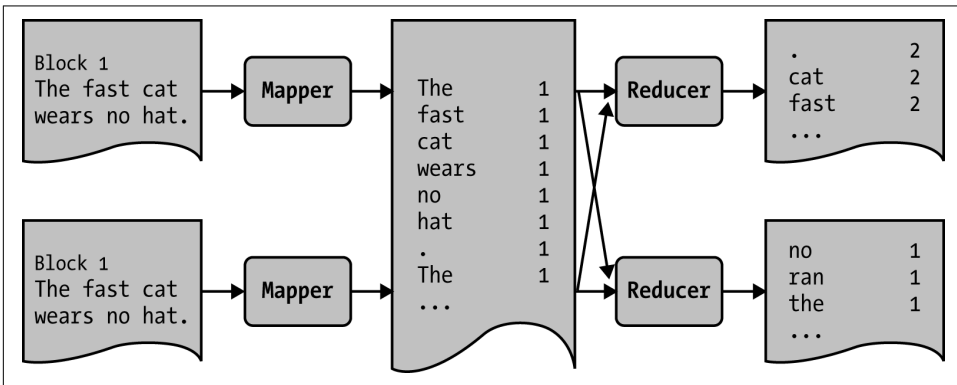 Block 1
The fast cat
wears no hat.
Mapper
Block 1
The fast cat
wears no hat.
Mapper
The 1
fast 1
cat 1
wears 1
no 1
hat 1
. 1
The 1
...
Reducer
. 2
cat 2
fast 2
...
Reducer
no 1
ran 1
the 1
...